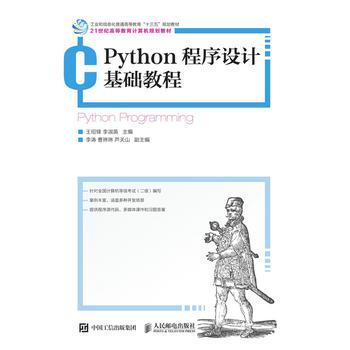 工业和信息化普通高等教育“十三五”规划教材
21世纪高等教育计算机规划教材
C
Python 程序设计
基础教程
Python Programming
王绍锋 李淑英 主编
李涛 曹琳琳 芦关山 副主编
针对全国计算机等级考试（二级）编写
案例丰富，涵盖多种开发场景
提供程序源代码、多媒体课件和习题答案
中国工信出版集团
人民邮电出版社